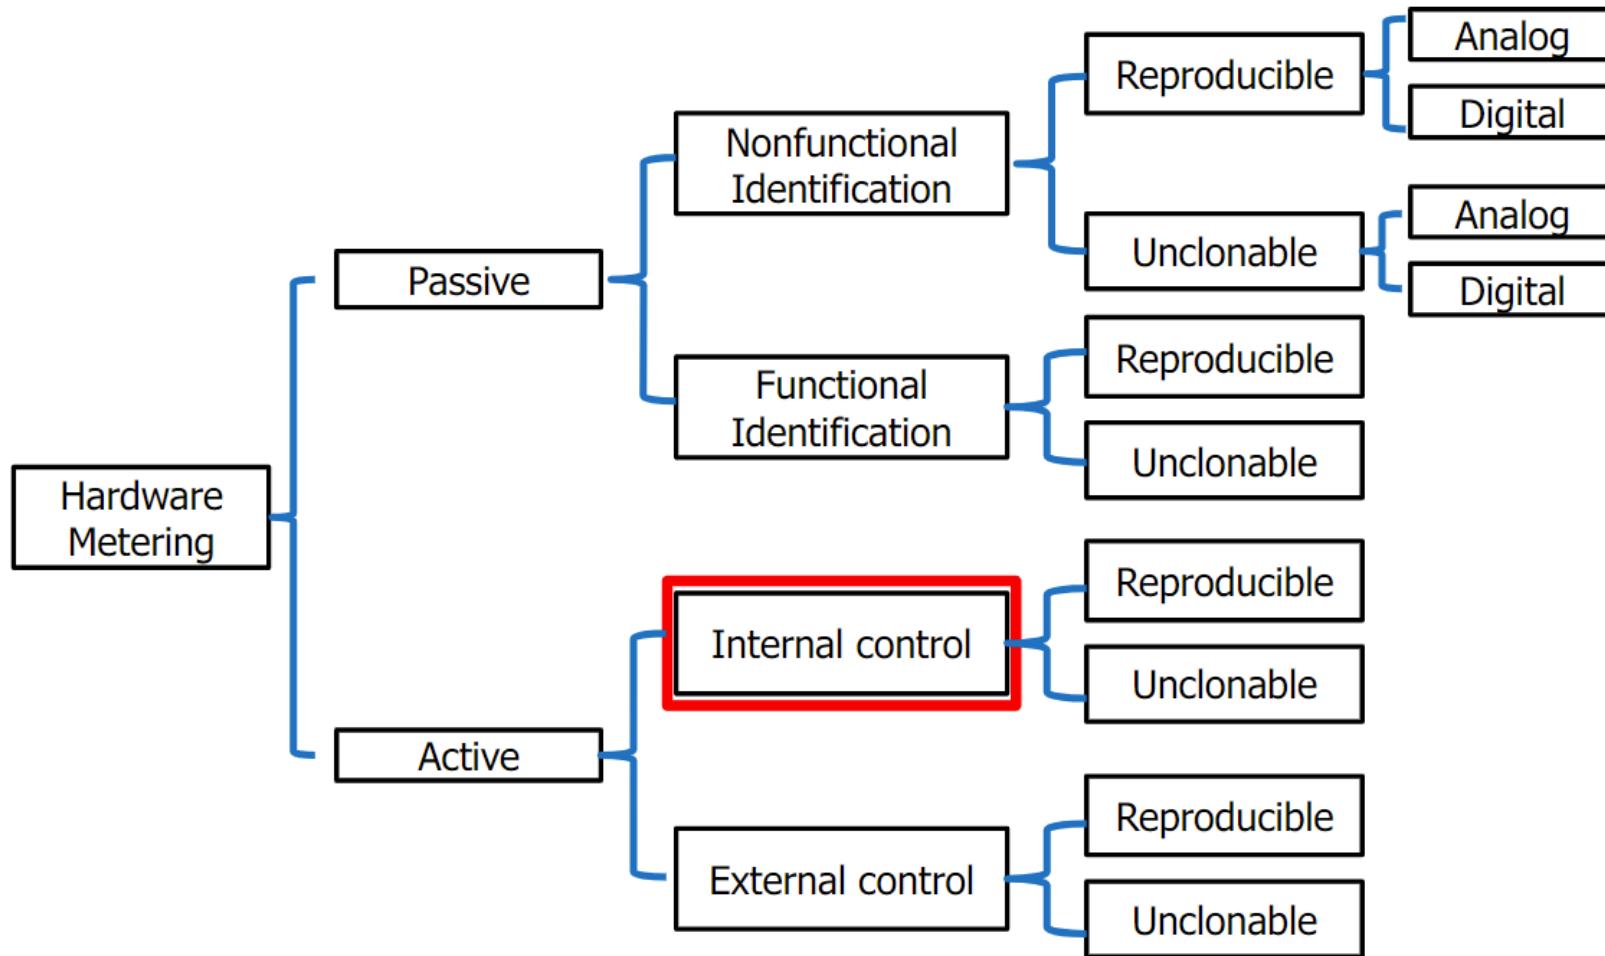 Hardware
Metering
Passive
Nonfunctional
Identification
Reproducible
Analog
Digital
Unclonable
Analog
Digital
Functional
Identification
Reproducible
Unclonable
Active
Internal control
Reproducible
Unclonable
External control
Reproducible
Unclonable